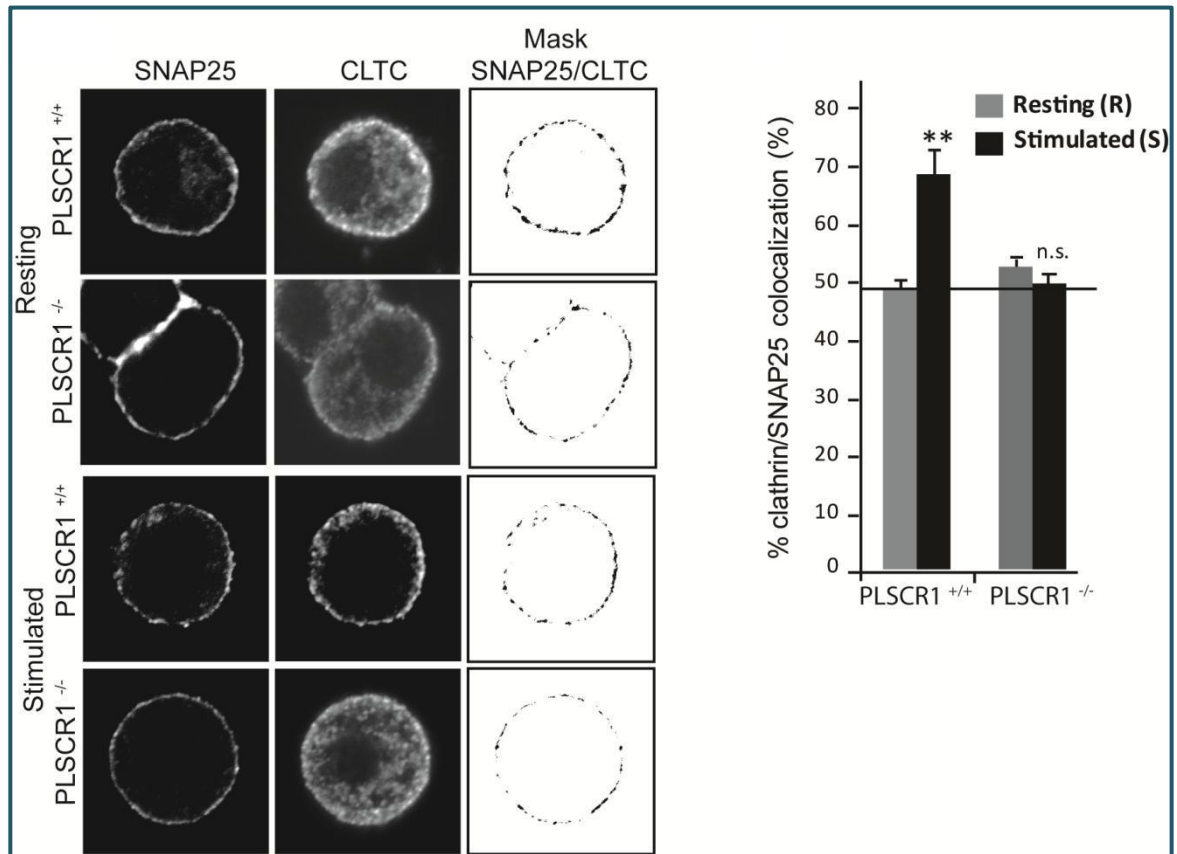 Mask
SNAP25 CLTC SNAP25/CLTC
Resting
PLSCR1 +/+
PLSCR1 -/-
Stimulated
PLSCR1 +/+
PLSCR1 -/-
% clathrin/SNAP25 colocalization (%)
80
70
60
50
40
30
20
10
0
Resting (R)
Stimulated (S)
**
n.s.
PLSCR1 +/+ PLSCR1 -/-